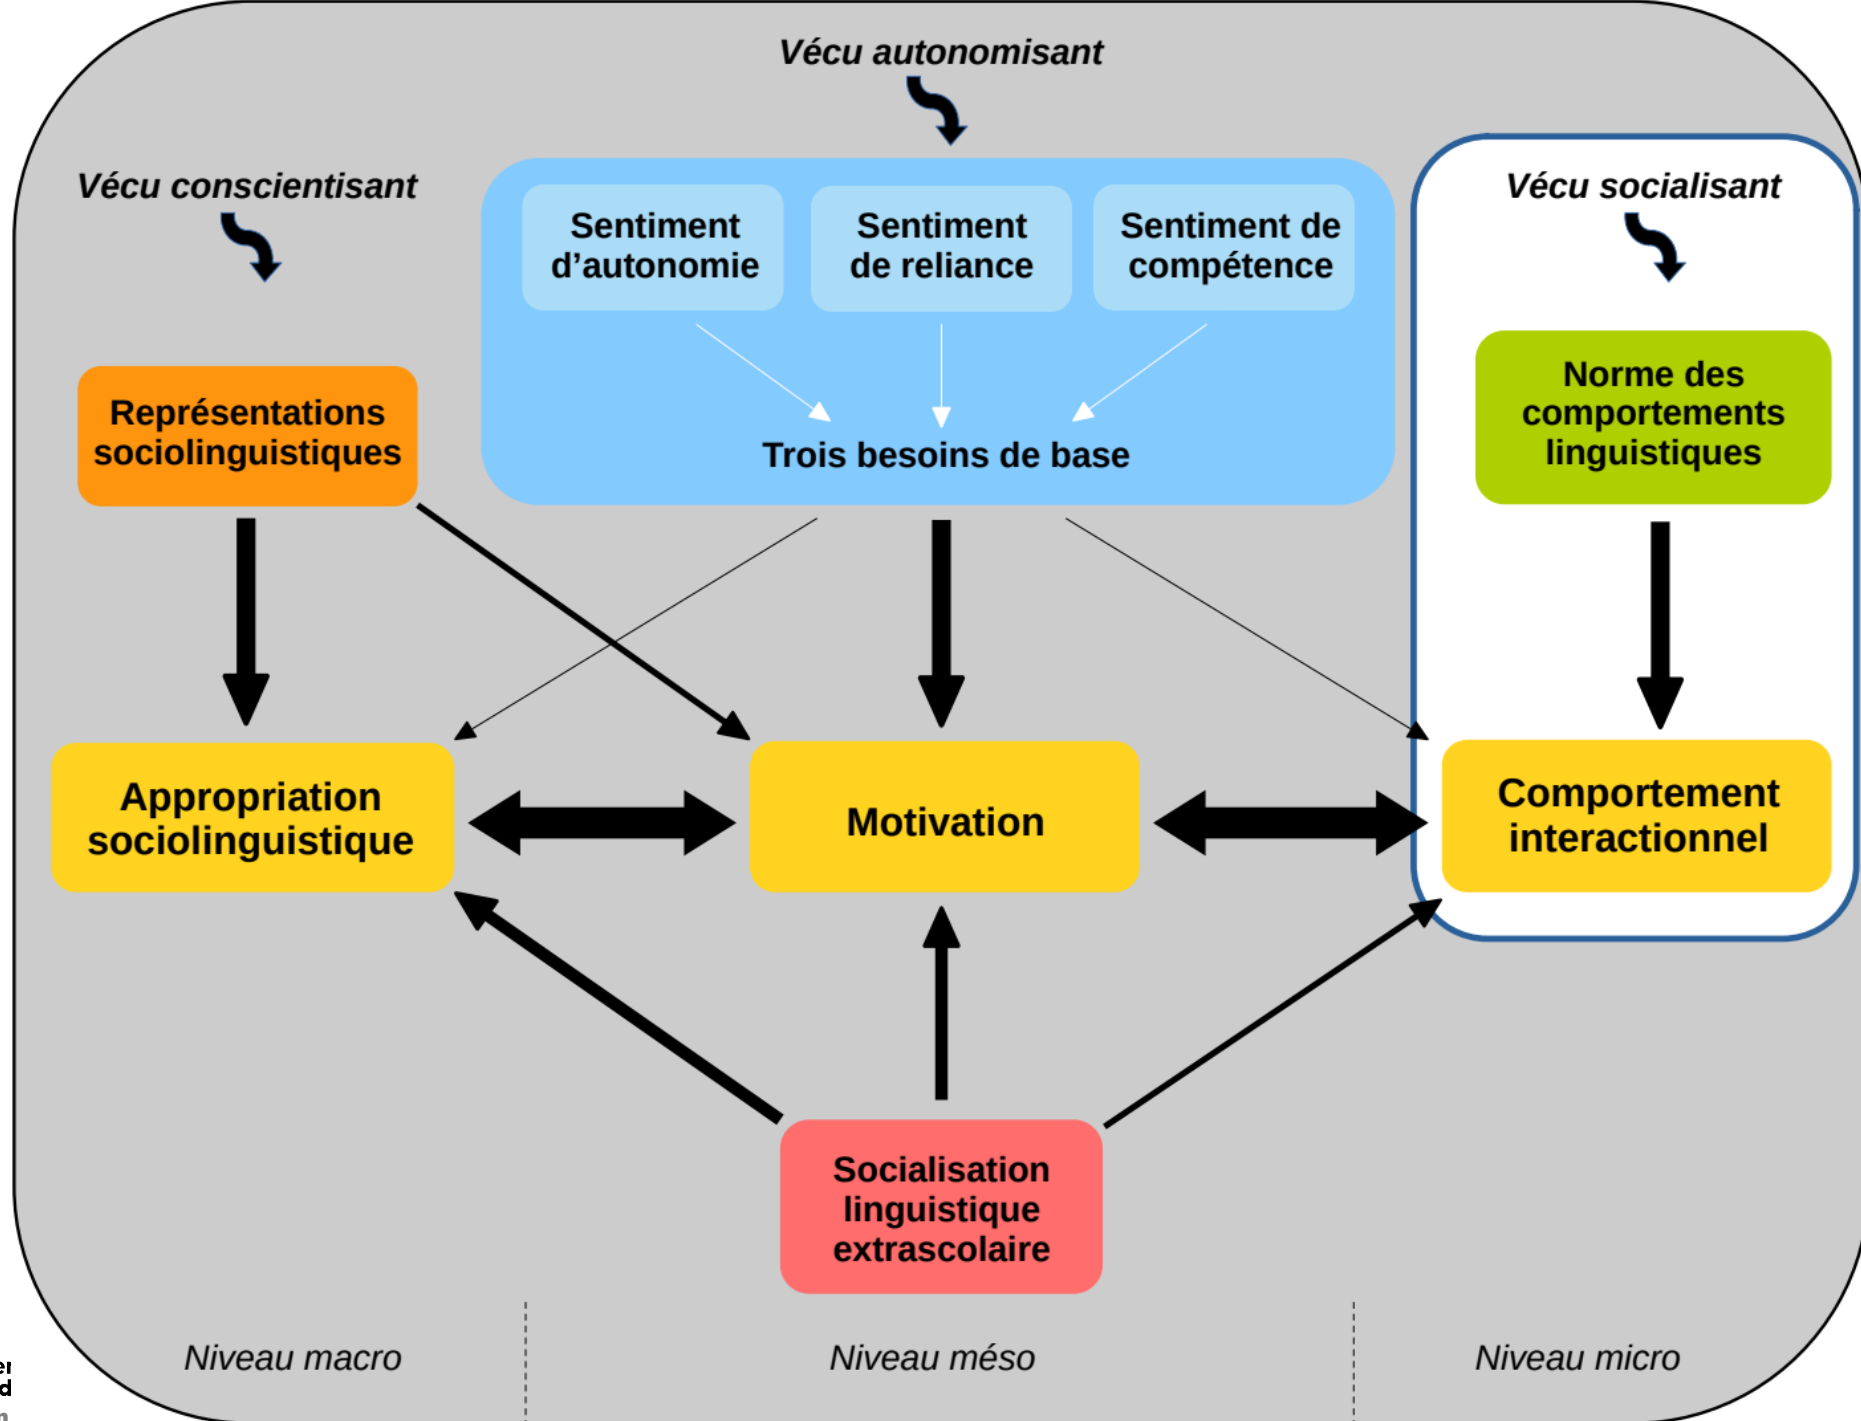 Vécu autonomisant
Vécu conscientisant
Vécu socialisant
Sentiment
d’autonomie
Sentiment
de reliance
Sentiment de
compétence
Trois besoins de base
Représentations
sociolinguistiques
Norme des
comportements
linguistiques
Appropriation
sociolinguistique
Motivation
Comportement
interactionnel
Socialisation
linguistique
extrascolaire
Niveau macro
Niveau méso
Niveau micro